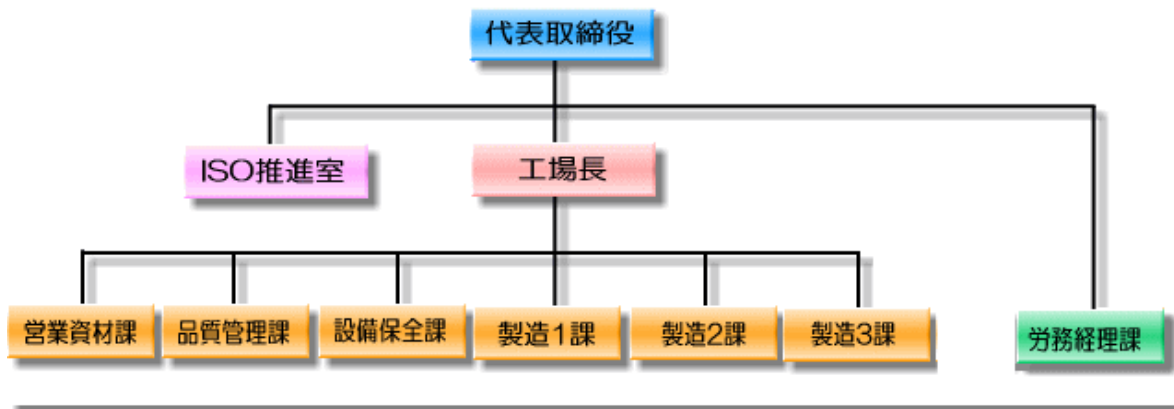 代表取締役
ISO推進室
工場長
営業資材課
品質管理課
設備保全課
製造1課
製造2課
製造3課
労務経理課